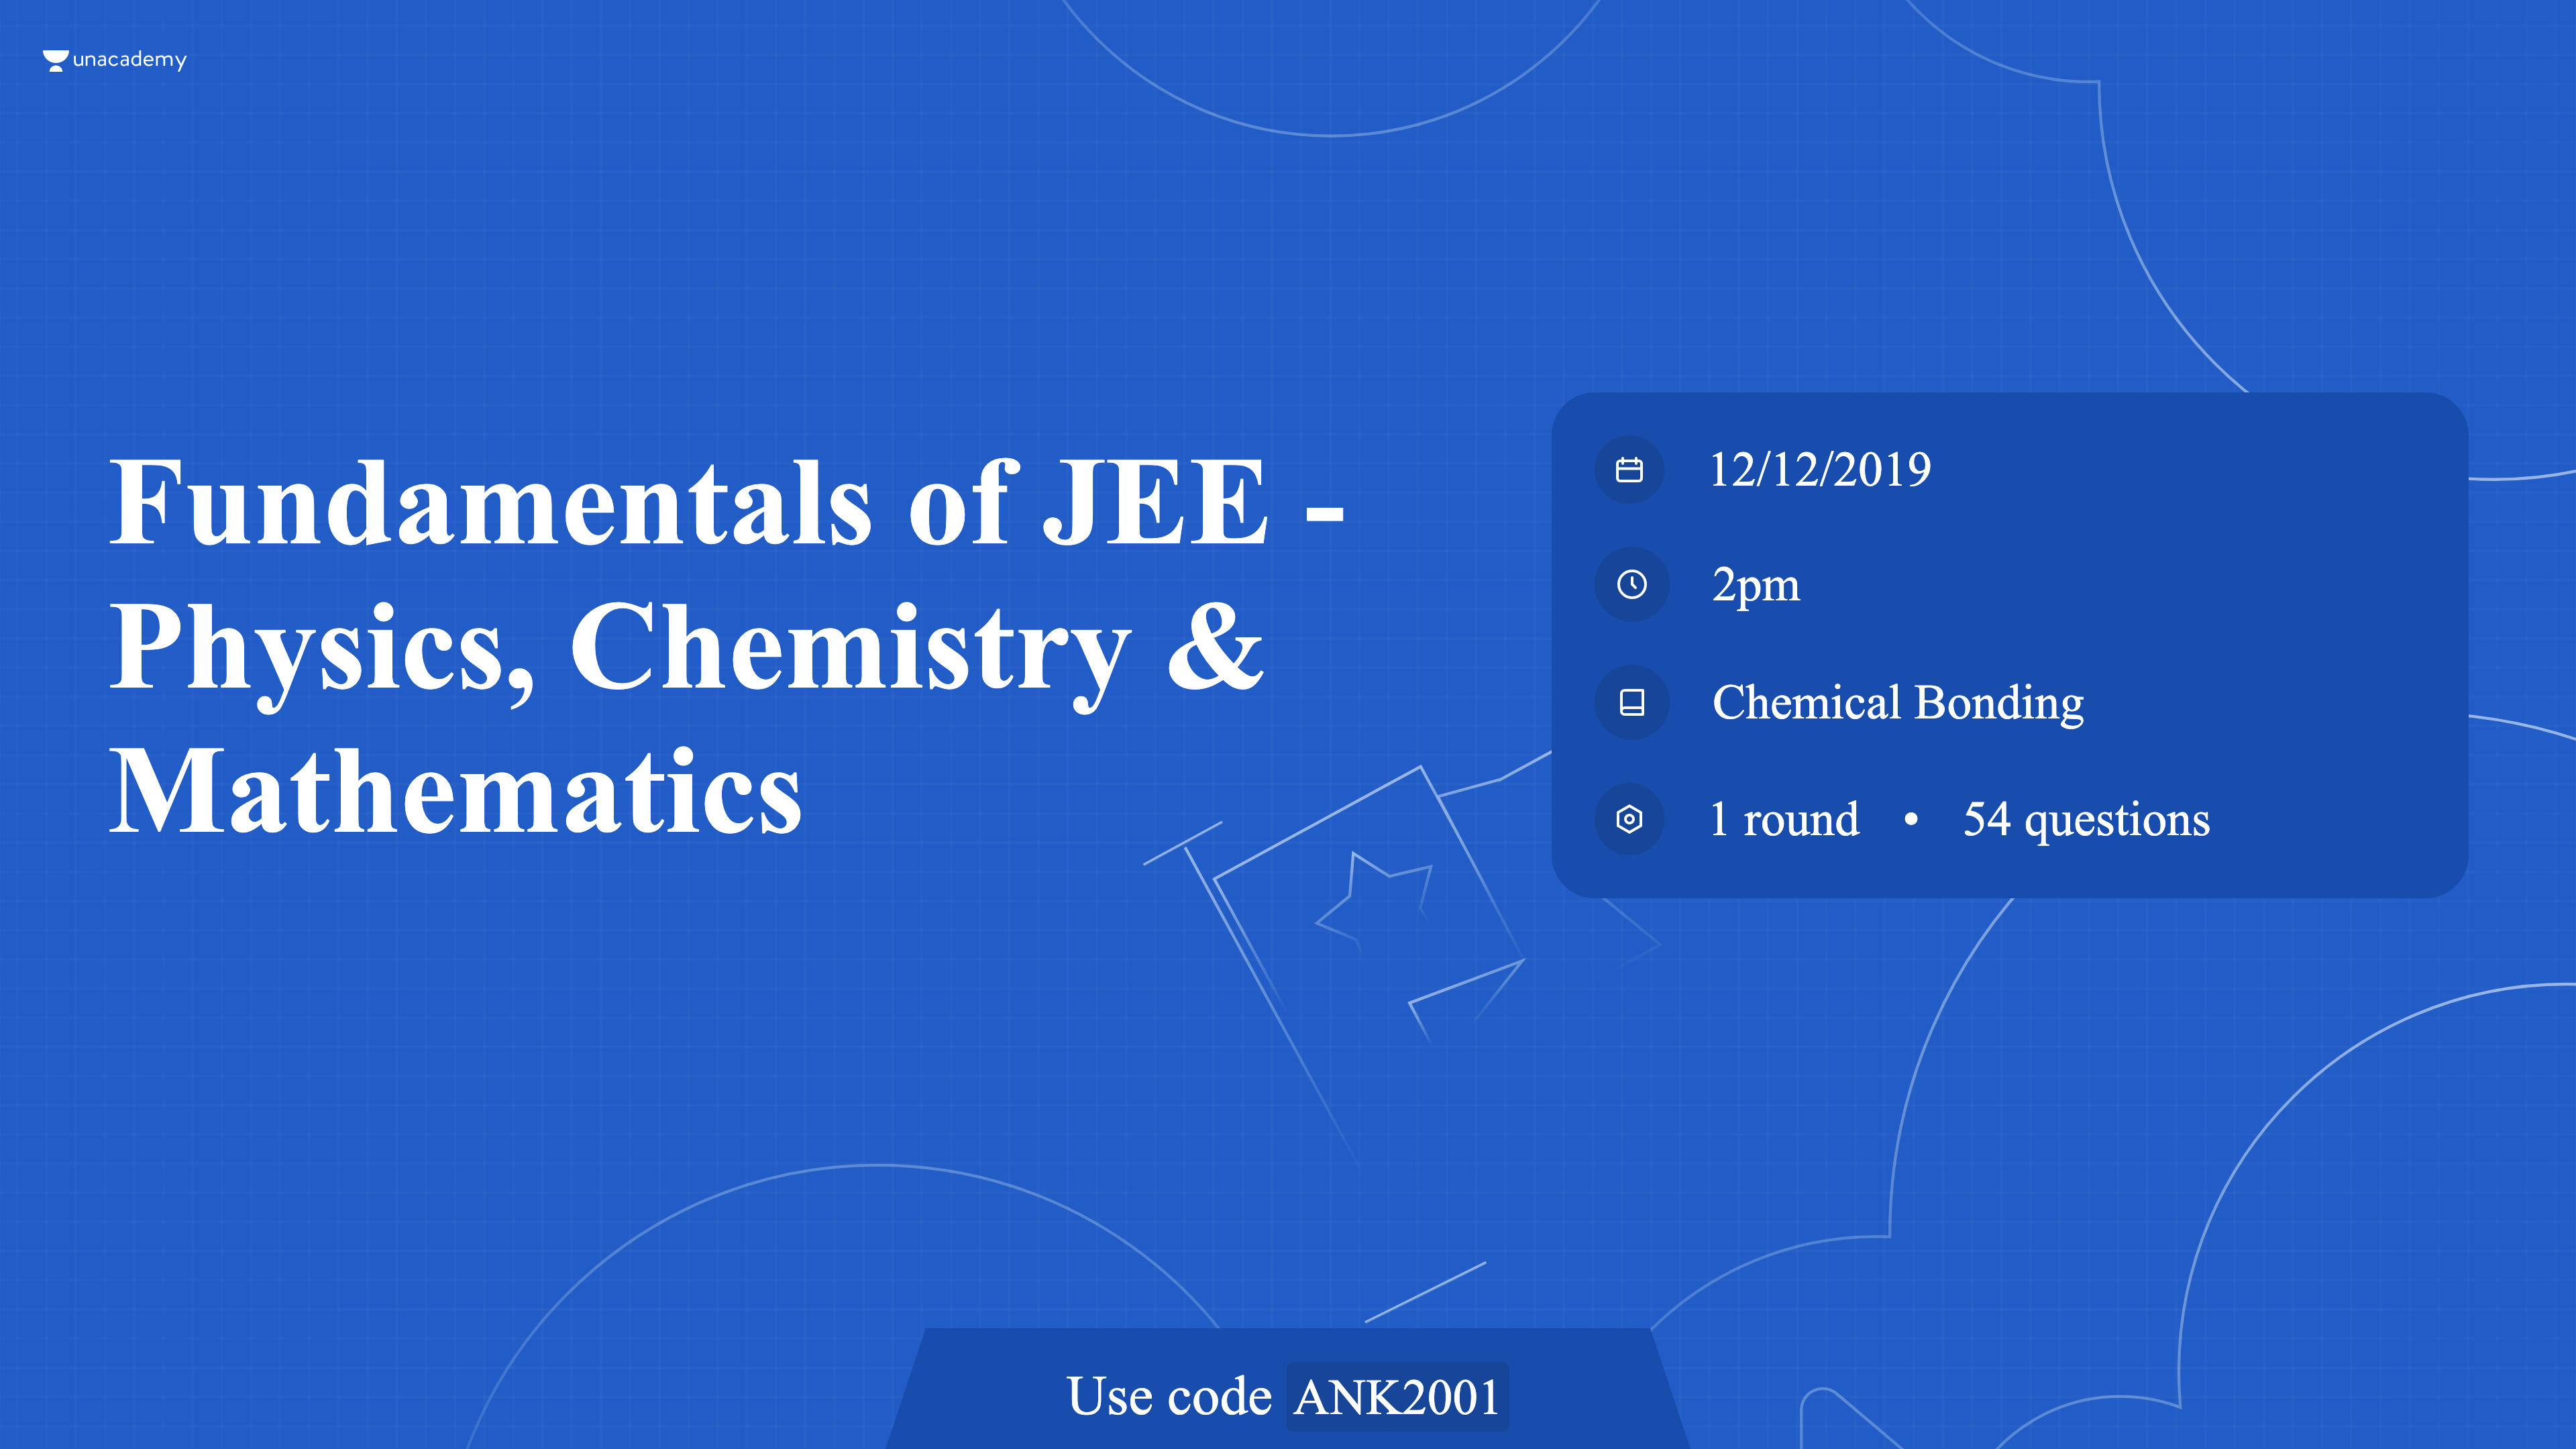 unacademy
Fundamentals of JEE -
Physics, Chemistry &
Mathematics
12/12/2019
2pm
Chemical Bonding
1 round • 54 questions
Use code ANK2001